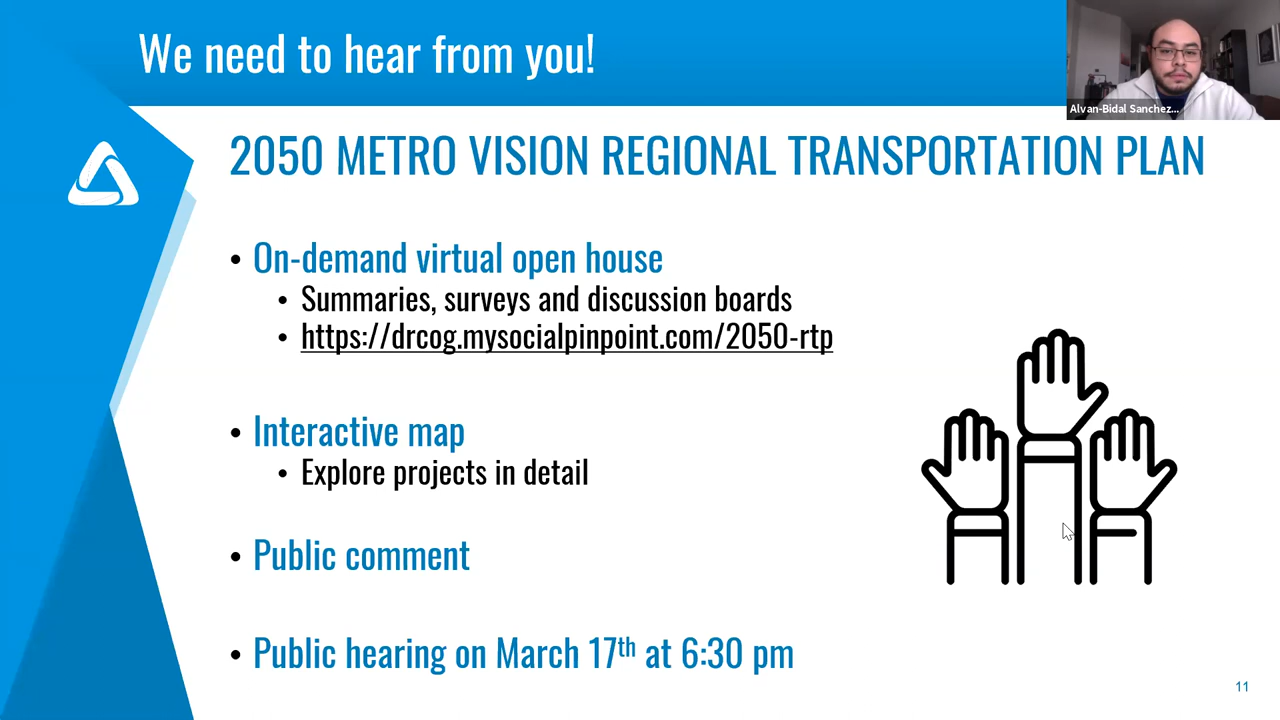 We need to hear from you!
Alvan-Bidal Sanchez...
2050 METRO VISION REGIONAL TRANSPORTATION PLAN
• On-demand virtual open house
• Summaries, surveys and discussion boards
• https://drcog.mysocialpinpoint.com/2050-rtp
• Interactive map
• Explore projects in detail
• Public comment
• Public hearing on March 17th at 6:30 pm
11